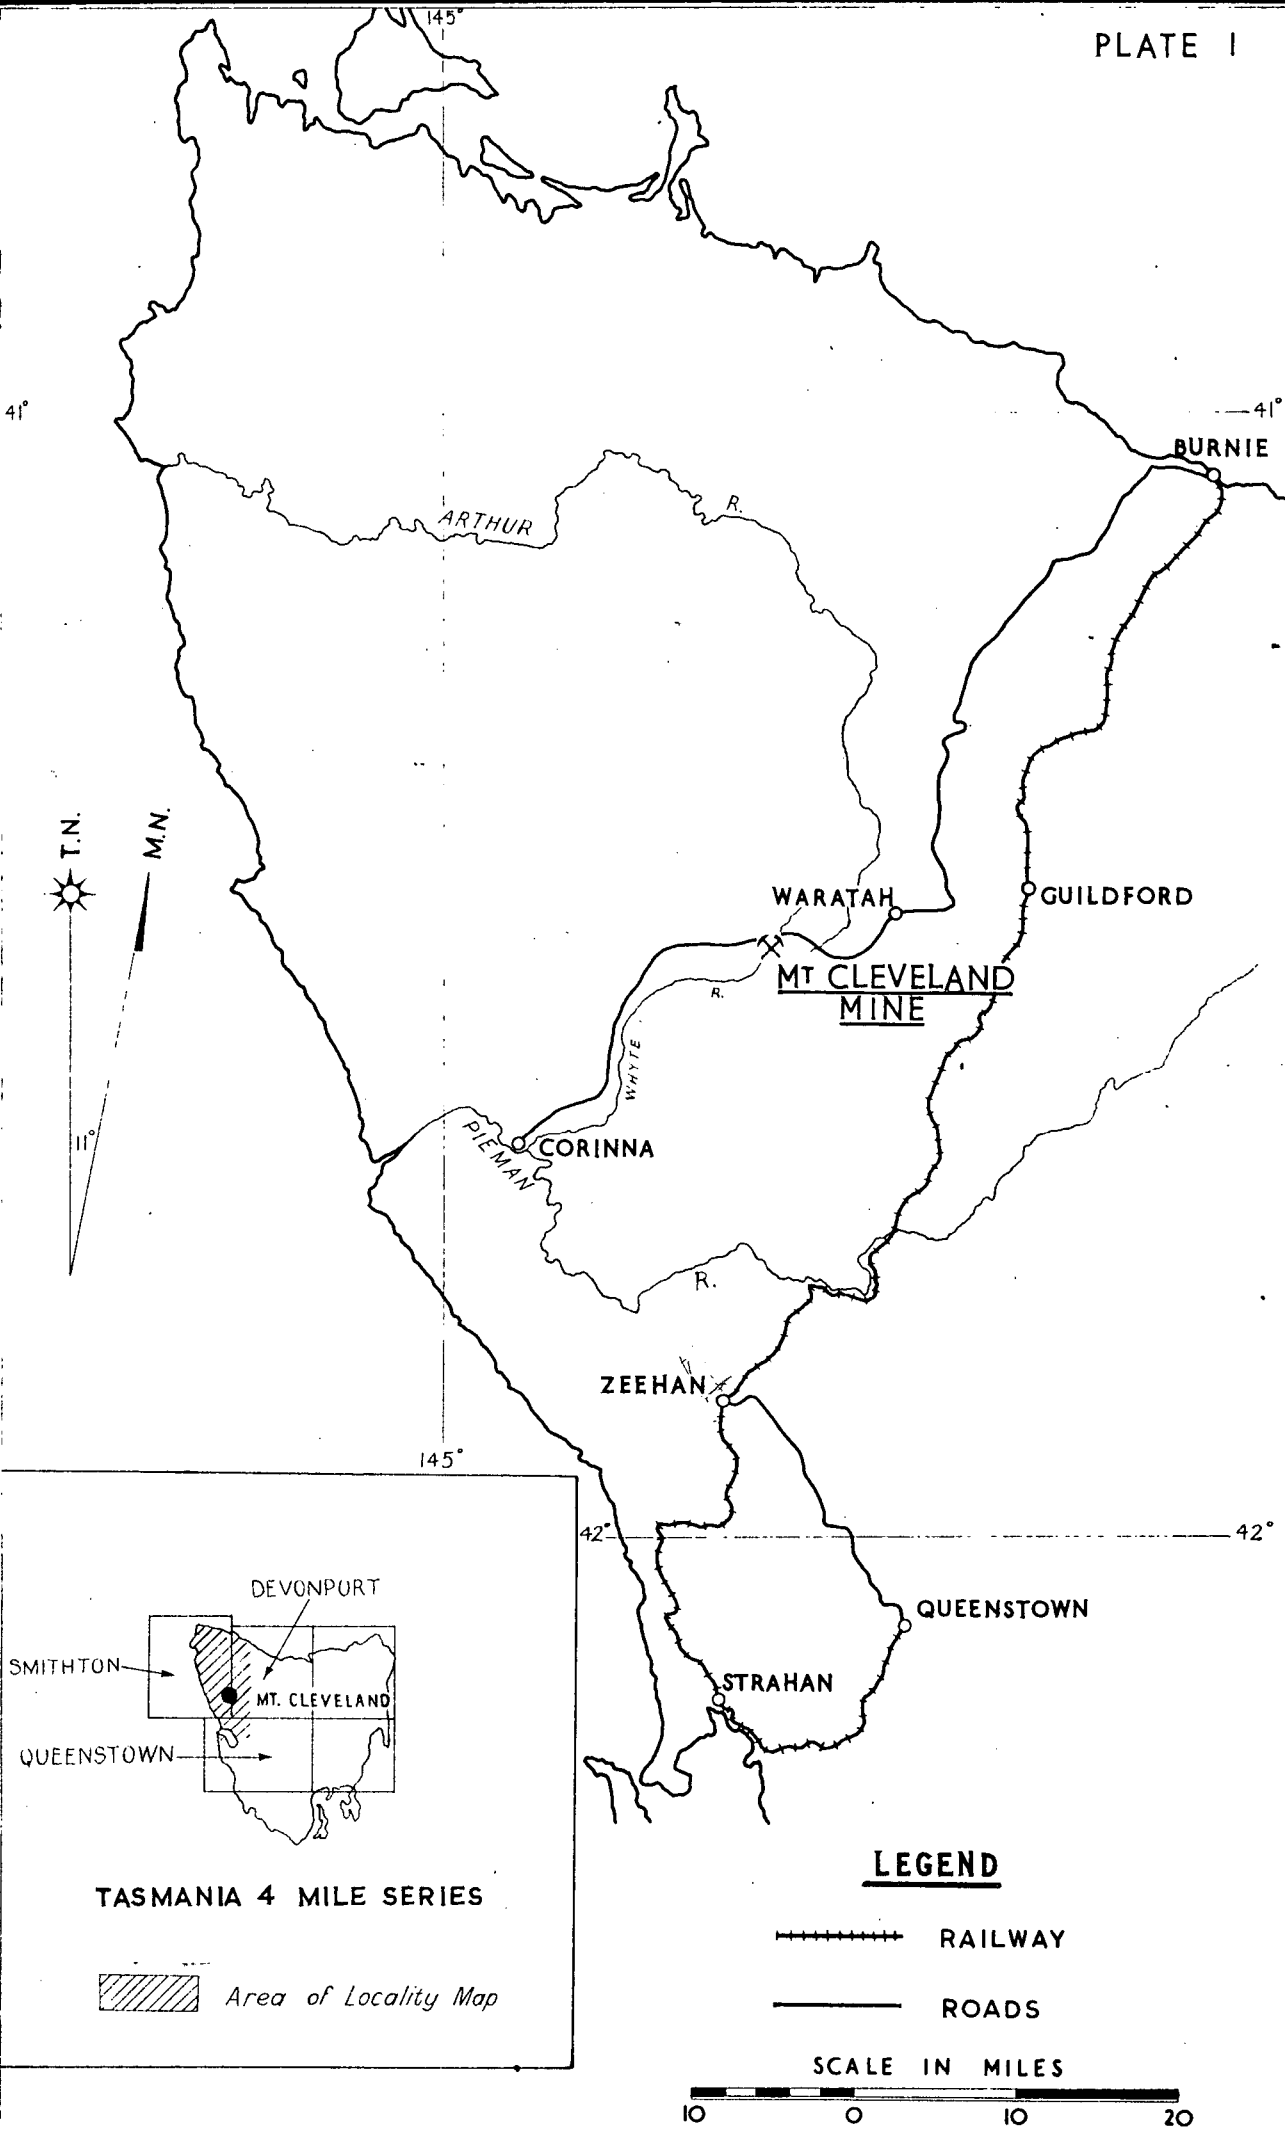 145°
PLATE 1
41°
41°
BURNIE
ARTHUR R.
T.N.
M.N.
WARATAH
GUILDFORD
MT CLEVELAND
MINE
R.
WHYTE
11°
PIEMAN
CORINNA
R.
ZEEHAN
145°
42°
42°
DEVONPORT
QUEENSTOWN
SMITHTON
STRAHAN
MT. CLEVELAND
QUEENSTOWN
LEGEND
TASMANIA 4 MILE SERIES
RAILWAY
Area of Locality Map
ROADS
SCALE IN MILES
10 0 10 20